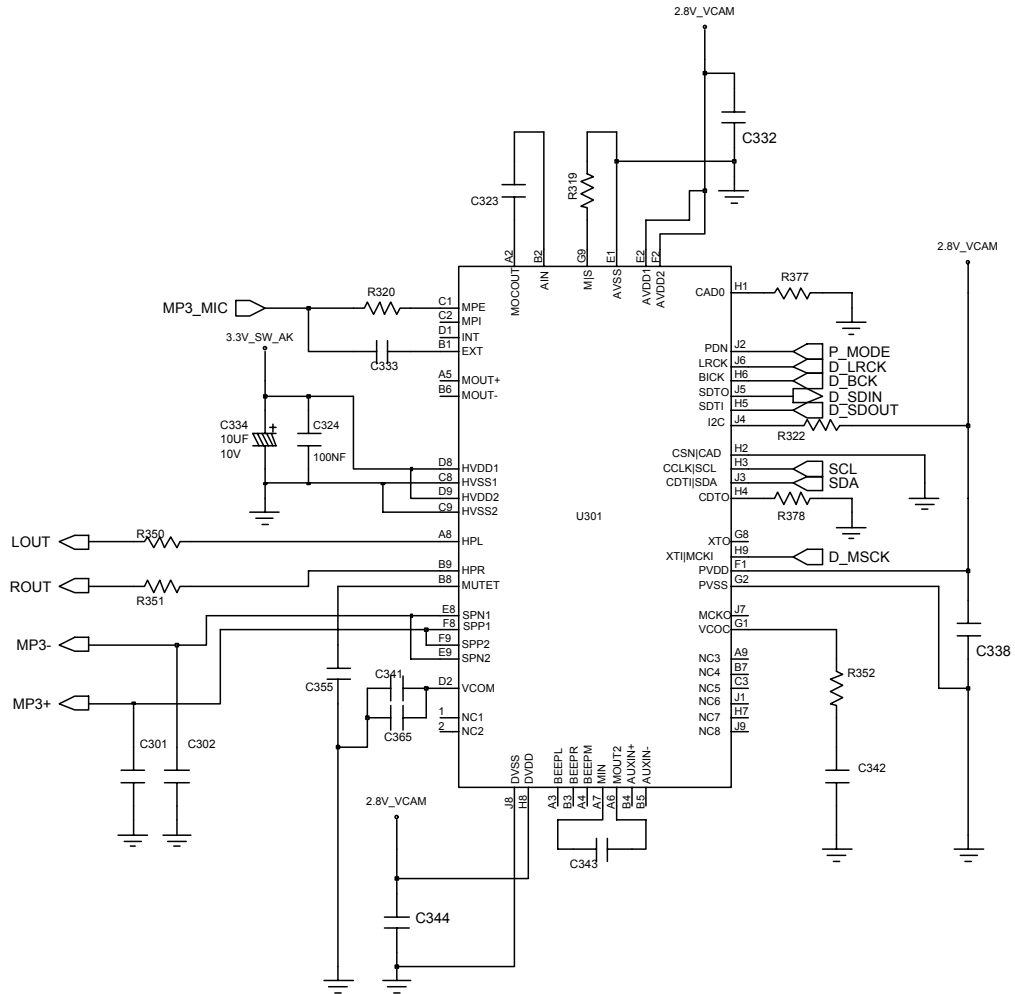 2.8V_VCAM
C332
C323
R319
A2
B2
G9
E1
E2
F2
MOCOUT
AIN
M|S
AVSS
AVDD1
AVDD2
2.8V_VCAM
MP3_MIC
R320
C333
3.3V_SW_AK
C334
10UF
10V
+
C324
100NF
C1 MPE
C2 MPI
D1 INT
B1 EXT
A5 MOUT+
B6 MOUT-
D8 HVDD1
C8 HVSS1
D9 HVDD2
C9 HVSS2
LOUT
R350
A8 HPL
ROUT
R351
B9 HPR
B8 MUTET
MP3-
E8 SPN1
F8 SPP1
F9 SPP2
E9 SPN2
MP3+
C355
C341
C365
D2 VCOM
1 NC1
2 NC2
C301
C302
U301
CAD0 H1
R377
PDN J2
P_MODE
LRCK J6
D_LRCK
BICK H6
D_BCK
SDTO J5
D_SDIN
SDTI H5
D_SDOUT
I2C J4
R322
CSN|CAD H2
CCLK|SCL H3
SCL
CDTI|SDA J3
SDA
CDTO H4
R378
XTO G8
XTI|MCKI H9
D_MSCK
PVDD F1
PVSS G2
MCKO J7
VCOC G1
C338
R352
NC3 A9
NC4 B7
NC5 C3
NC6 J1
NC7 H7
NC8 J9
C342
DVSS
DVDD
BEEPL
BEEPR
BEEPM
MIN
MOUT2
AUXIN+
AUXIN-
J8
H8
A3
B3
A4
A7
A6
B4
B5
2.8V_VCAM
C343
C344